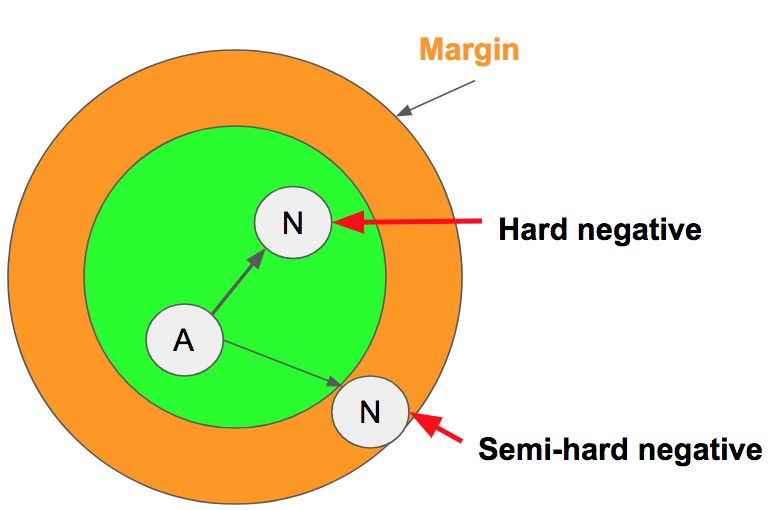 Margin
N
Hard negative
A
N
Semi-hard negative